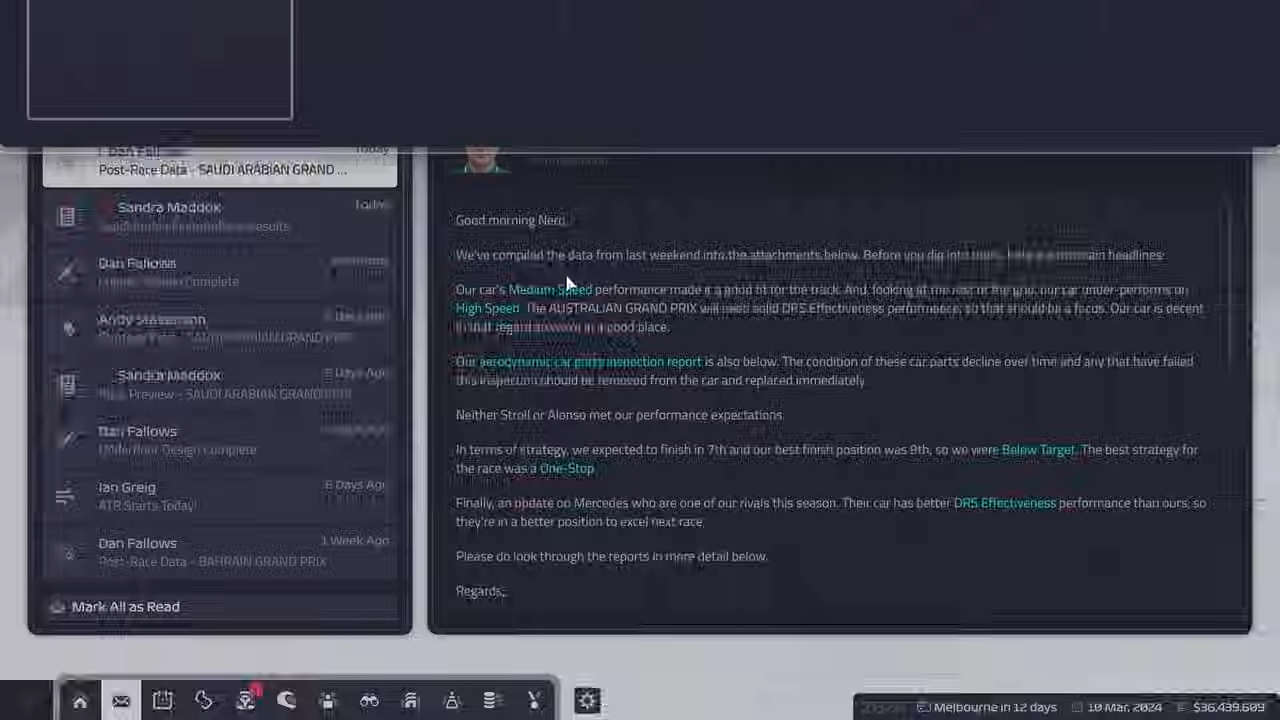 Dan Fal
Today
Post-Race Data - SAUDI ARABIAN GRAND ...
Sandra Maddox
Today
Dan Fallows
Complete
Andy Stevenson
Sandra Maddox
Days Ago
Race Preview - SAUDI ARABIAN GRAND
Dan Fallows
Underfloor Design Complete
Ian Greig
6 Days Ago
ATR Starts Today!
Dan Fallows
1 Week Ago
Post-Race Data - BAHRAIN GRAND PRIX
Mark All as Read
Good morning Nero,
We've compiled the data from last weekend into the attachments below. Before you dig into main headlines:
Our car's Medium Speed performance made it a good fit for the track. And, looking at the rest of the grid, our car under-performs on
High Speed. The AUSTRALIAN GRAND PRIX will need solid DRS Effectiveness performance, so that should be a focus. Our car is decent
in that regard in a good place.
Our aerodynamic car parts inspection report is also below. The condition of these car parts decline over time and any that have failed
this inspection should be removed from the car and replaced immediately.
Neither Stroll or Alonso met our performance expectations.
In terms of strategy, we expected to finish in 7th and our best finish position was 9th, so we were Below Target. The best strategy for
the race was a One-Stop.
Finally, an update on Mercedes who are one of our rivals this season. Their car has better DRS Effectiveness performance than ours, so
they're in a better position to excel next race.
Please do look through the reports in more detail below.
Regards,
Melbourne in 12 days
10 Mar, 2024
$36,439,609